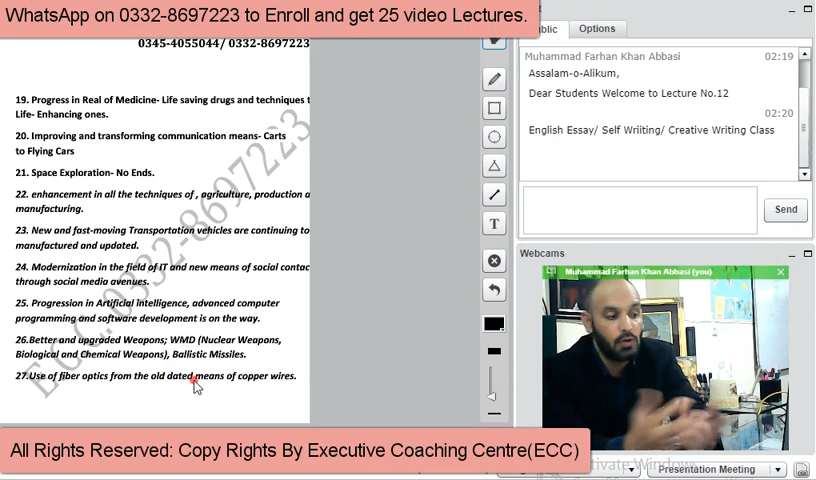 WhatsApp on 0332-8697223 to Enroll and get 25 video Lectures.
0345-4055044/ 0332-8697223
19. Progress in Real of Medicine- Life saving drugs and techniques t
Life- Enhancing ones.
20. Improving and transforming communication means- Carts
to Flying Cars
21. Space Exploration- No Ends.
22. enhancement in all the techniques of , agriculture, production a
manufacturing.
23. New and fast-moving Transportation vehicles are continuing to
manufactured and updated.
24. Modernization in the field of IT and new means of social contac
through social media avenues.
25. Progression in Artificial Intelligence, advanced computer
programming and software development is on the way.
26.Better and upgraded Weapons; WMD (Nuclear Weapons,
Biological and Chemical Weapons), Ballistic Missiles.
27.Use of fiber optics from the old dated means of copper wires.
E.C.C.0332-8697223
T
Options
Muhammad Farhan Khan Abbasi 02:19
Assalam-o-Alikum,
Dear Students Welcome to Lecture No.12
02:20
English Essay/ Self Wriiting/ Creative Writing Class
Send
Webcams
Muhammad Farhan Khan Abbasi (you)
Windows
Presentation Meeting
All Rights Reserved: Copy Rights By Executive Coaching Centre(ECC)